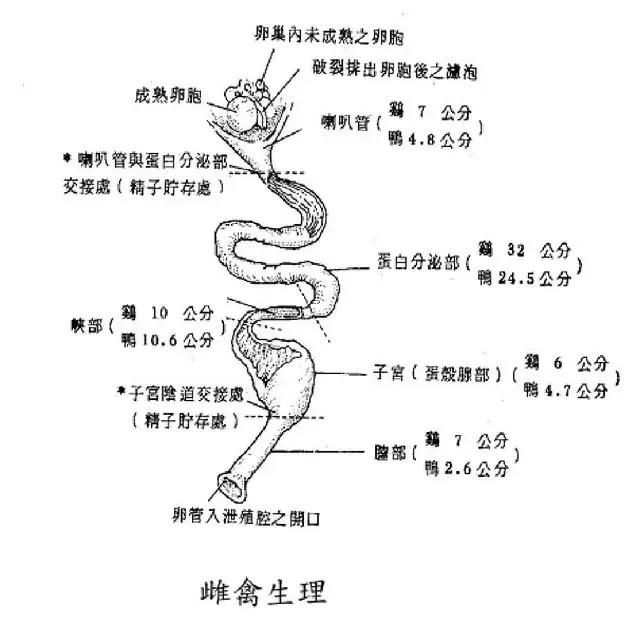 卵巢內未成熟之卵胞
破裂排出卵胞後之濾泡
成熟卵胞
喇叭管(鷄 7 公分
鴨 4.8 公分)
*喇叭管與蛋白分泌部
交接處(精子貯存處)
蛋白分泌部(鷄 32 公分
鴨 24.5 公分)
峽部(鷄 10 公分
鴨 10.6 公分)
子宮(蛋殼腺部)(鷄 6 公分
鴨 4.7 公分)
*子宮陰道交接處
(精子貯存處)
膣部(鷄 7 公分
鴨 2.6 公分)
卵管入泄殖腔之開口
雌禽生理